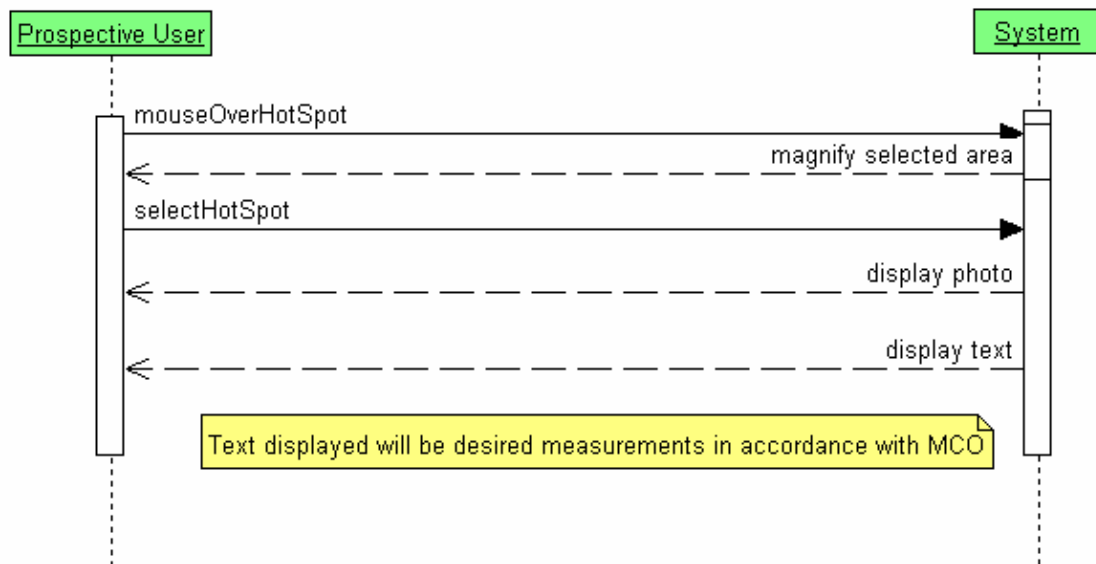 Prospective User
System
mouseOverHotSpot
magnify selected area
selectHotSpot
display photo
display text
Text displayed will be desired measurements in accordance with MCO